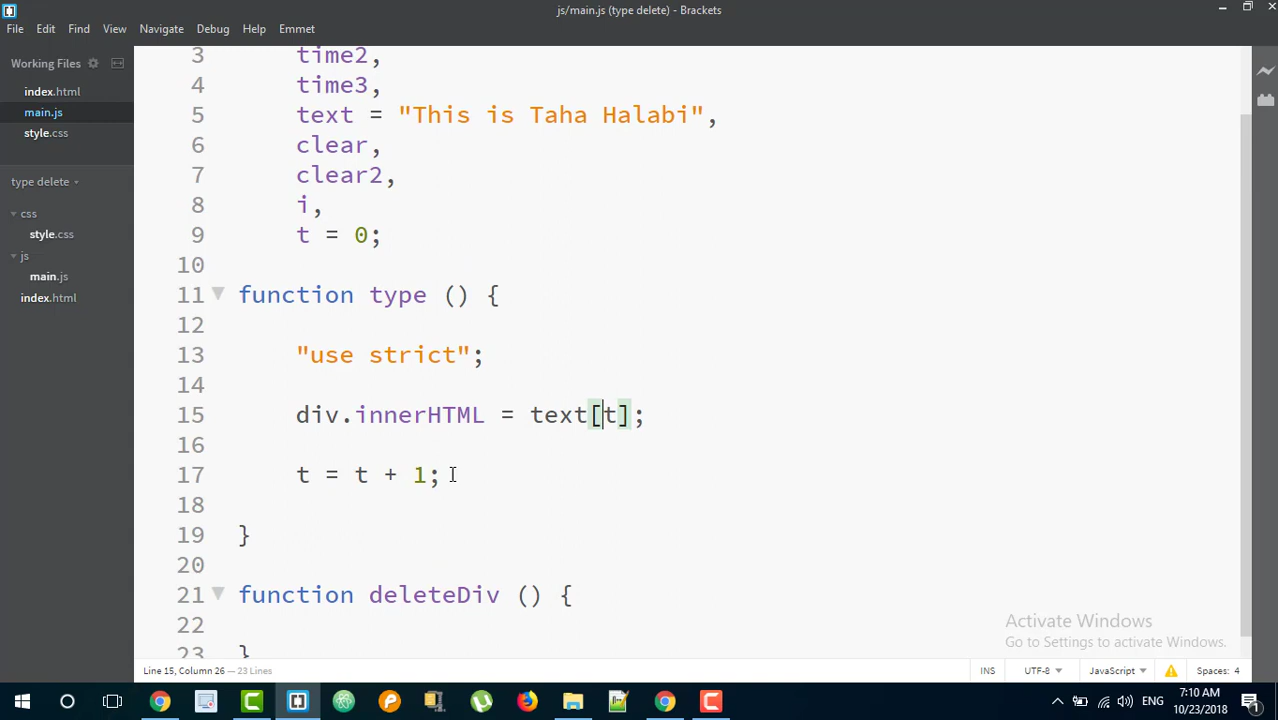 js/main.js (type delete) - Brackets
File Edit Find View Navigate Debug Help Emmet
Working Files
index.html
main.js
style.css
type delete
css
style.css
js
main.js
index.html
3 time2,
4 time3,
5 text = "This is Taha Halabi",
6 clear,
7 clear2,
8 i,
9 t = 0;
10
11 function type () {
12
13 "use strict";
14
15 div.innerHTML = text[t];
16
17 t = t + 1;
18
19 }
20
21 function deleteDiv () {
22
23 }
Activate Windows
Go to Settings to activate Windows.
Line 15, Column 26 — 23 Lines
INS UTF-8 JavaScript Spaces: 4
ENG
7:10 AM
10/23/2018